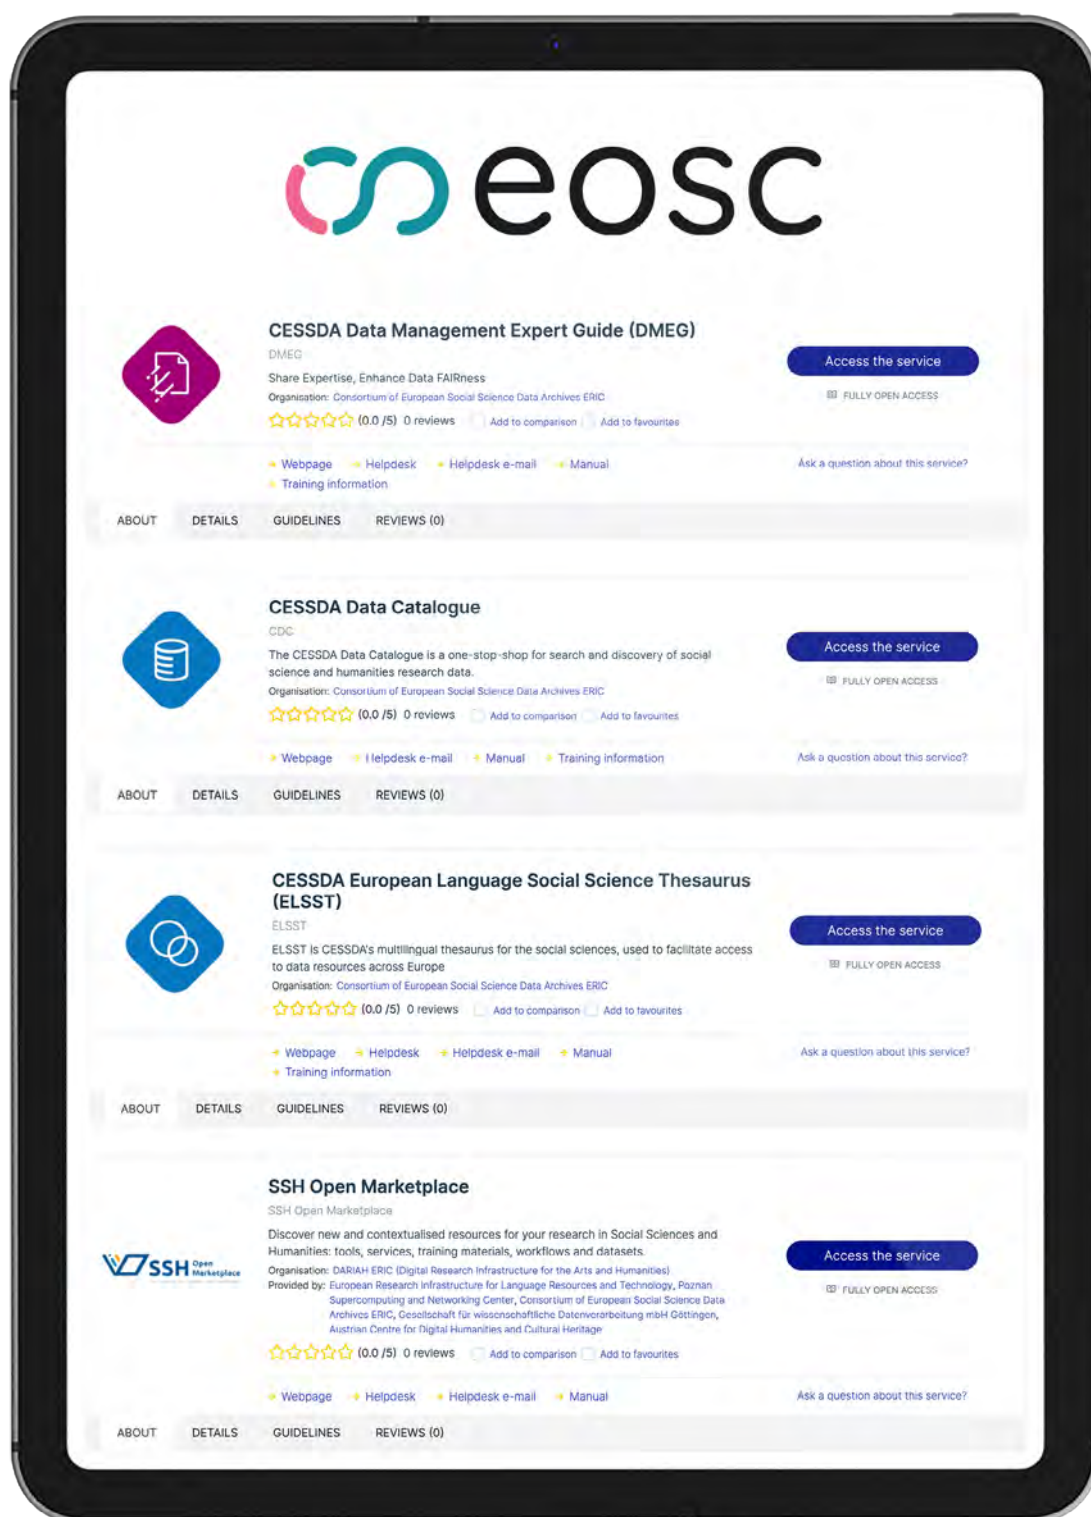 eosc
CESSDA Data Management Expert Guide (DMEG)
DMEG
Share Expertise, Enhance Data FAIRness
Organisation: Consortium of European Social Science Data Archives ERIC
(0.0 /5) 0 reviews Add to comparison Add to favourites
Access the service
FULLY OPEN ACCESS
Webpage Helpdesk Helpdesk e-mail Manual
Training information
Ask a question about this service?
ABOUT DETAILS GUIDELINES REVIEWS (0)
CESSDA Data Catalogue
CDC
The CESSDA Data Catalogue is a one-stop-shop for search and discovery of social
science and humanities research data.
Organisation: Consortium of European Social Science Data Archives ERIC
(0.0 /5) 0 reviews Add to comparison Add to favourites
Access the service
FULLY OPEN ACCESS
Webpage Helpdesk e-mail Manual Training information
Ask a question about this service?
ABOUT DETAILS GUIDELINES REVIEWS (0)
CESSDA European Language Social Science Thesaurus
(ELSST)
ELSST
ELSST is CESSDA's multilingual thesaurus for the social sciences, used to facilitate access
to data resources across Europe
Organisation: Consortium of European Social Science Data Archives ERIC
(0.0 /5) 0 reviews Add to comparison Add to favourites
Access the service
FULLY OPEN ACCESS
Webpage Helpdesk Helpdesk e-mail Manual
Training information
Ask a question about this service?
ABOUT DETAILS GUIDELINES REVIEWS (0)
SSH Open
Marketplace
SSH Open Marketplace
SSH Open Marketplace
Discover new and contextualised resources for your research in Social Sciences and
Humanities: tools, services, training materials, workflows and datasets.
Organisation: DARIAH ERIC (Digital Research Infrastructure for the Arts and Humanities)
Provided by: European Research Infrastructure for Language Resources and Technology, Poznan
Supercomputing and Networking Center, Consortium of European Social Science Data
Archives ERIC, Gesellschaft für wissenschaftliche Datenverarbeitung mbH Göttingen,
Austrian Centre for Digital Humanities and Cultural Heritage
(0.0 /5) 0 reviews Add to comparison Add to favourites
Access the service
FULLY OPEN ACCESS
Webpage Helpdesk Helpdesk e-mail Manual
Ask a question about this service?
ABOUT DETAILS GUIDELINES REVIEWS (0)